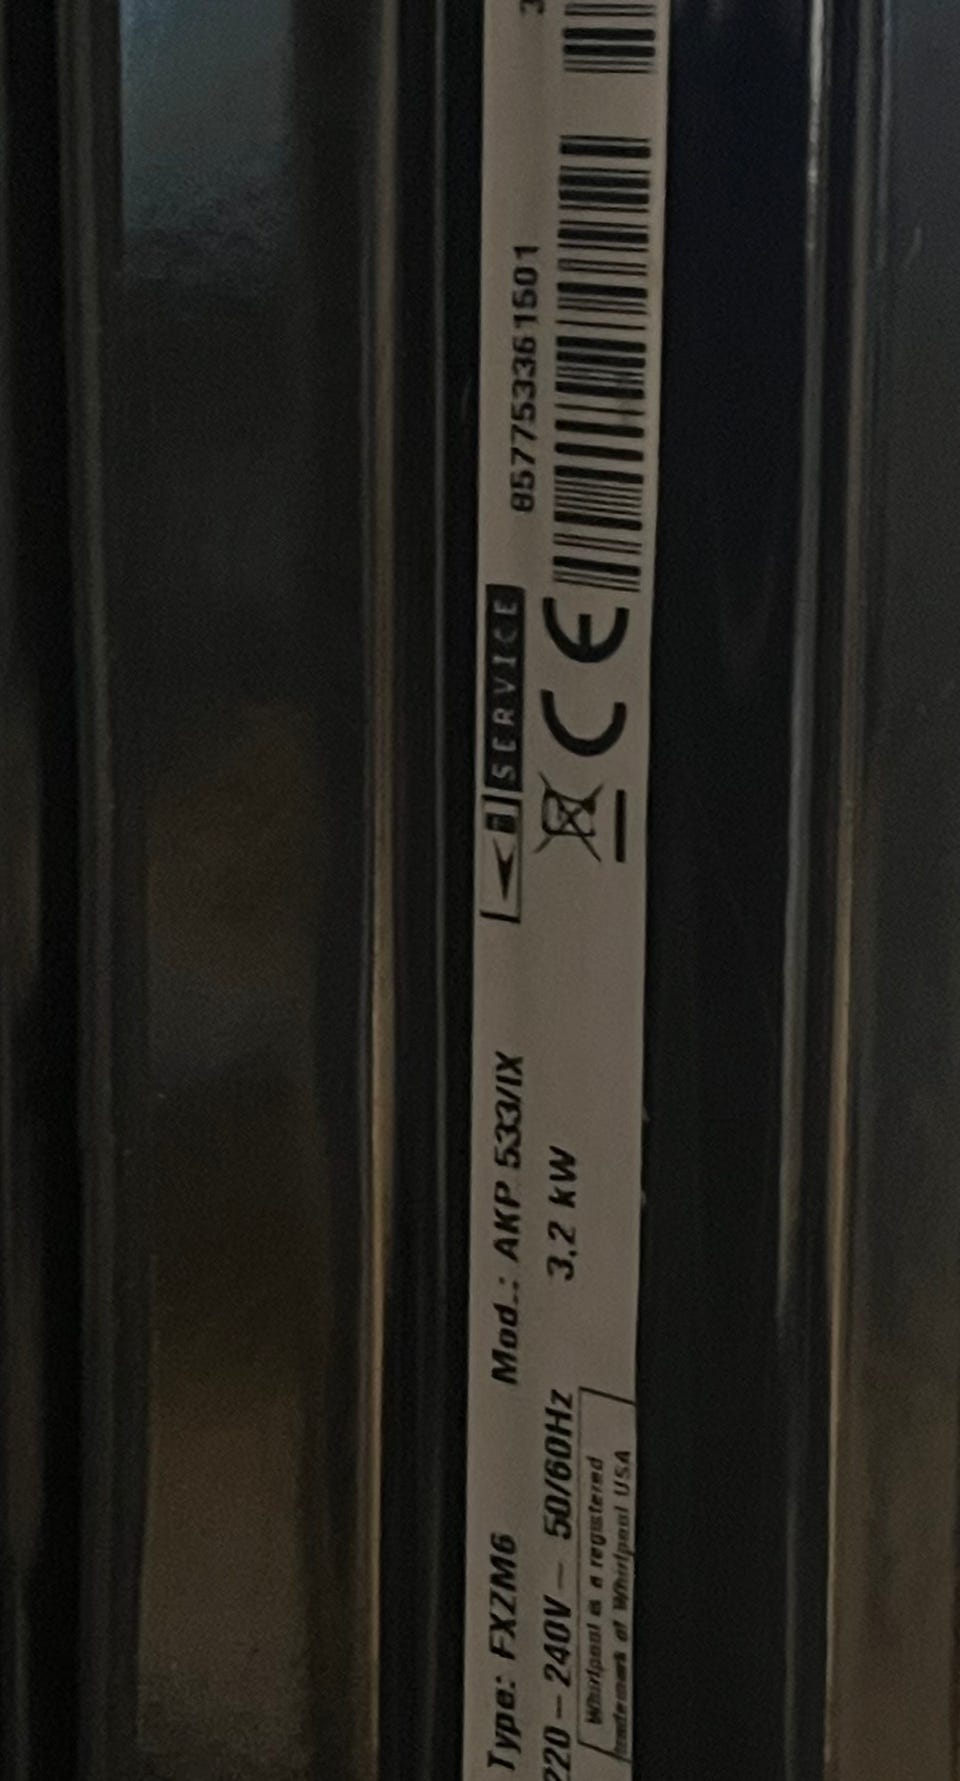 Type: FXZM6 Mod.: AKP 533/IX
SERVICE
857753361501
220-240V ~ 50/60Hz 3,2 kW
CE
Whirlpool is a registered
trademark of Whirlpool USA
3